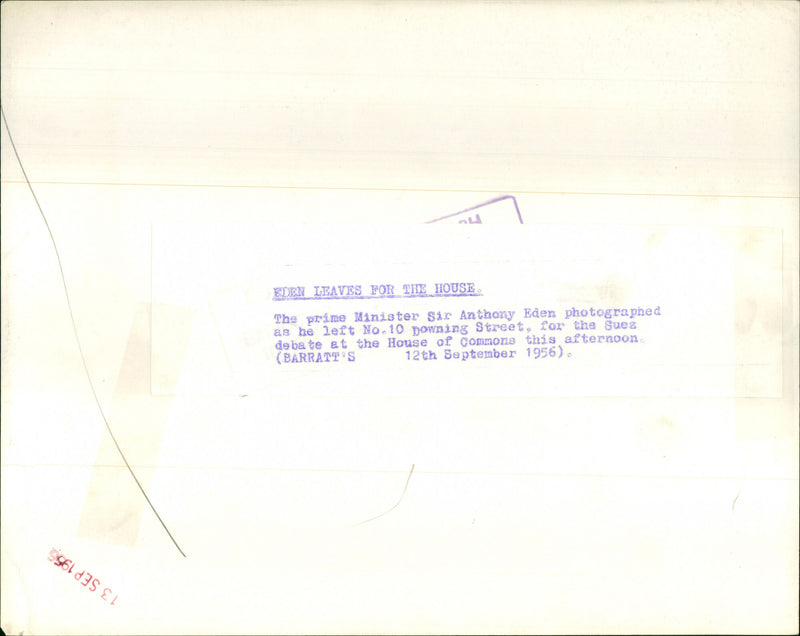 EDEN LEAVES FOR THE HOUSE.
The prime Minister Sir Anthony Eden photographed
as he left No.10 Downing Street, for the Suez
debate at the House of Commons this afternoon.
(BARRATT'S 12th September 1956).
13 SEP 1956